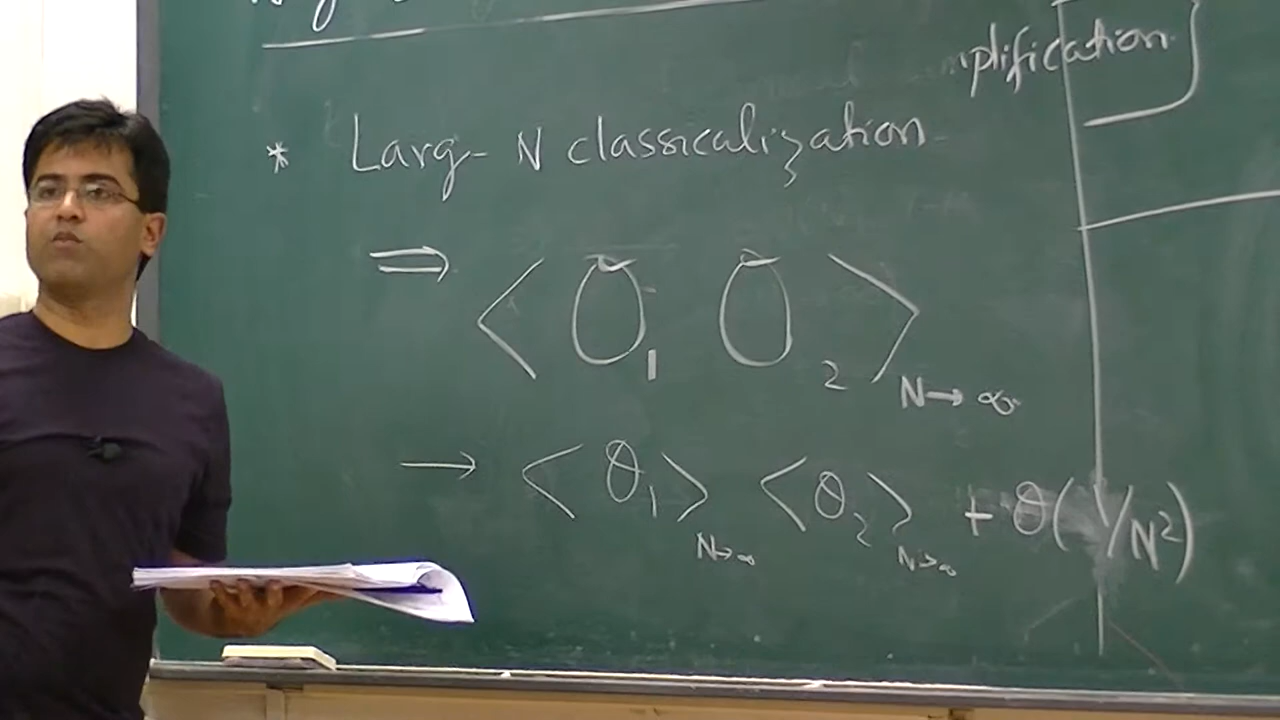 plification
* Larg- N classicalization
⇒ < O₁ O₂ >N→∞
→ <O₁>N→∞ <O₂>N→∞ + O(1/N²)